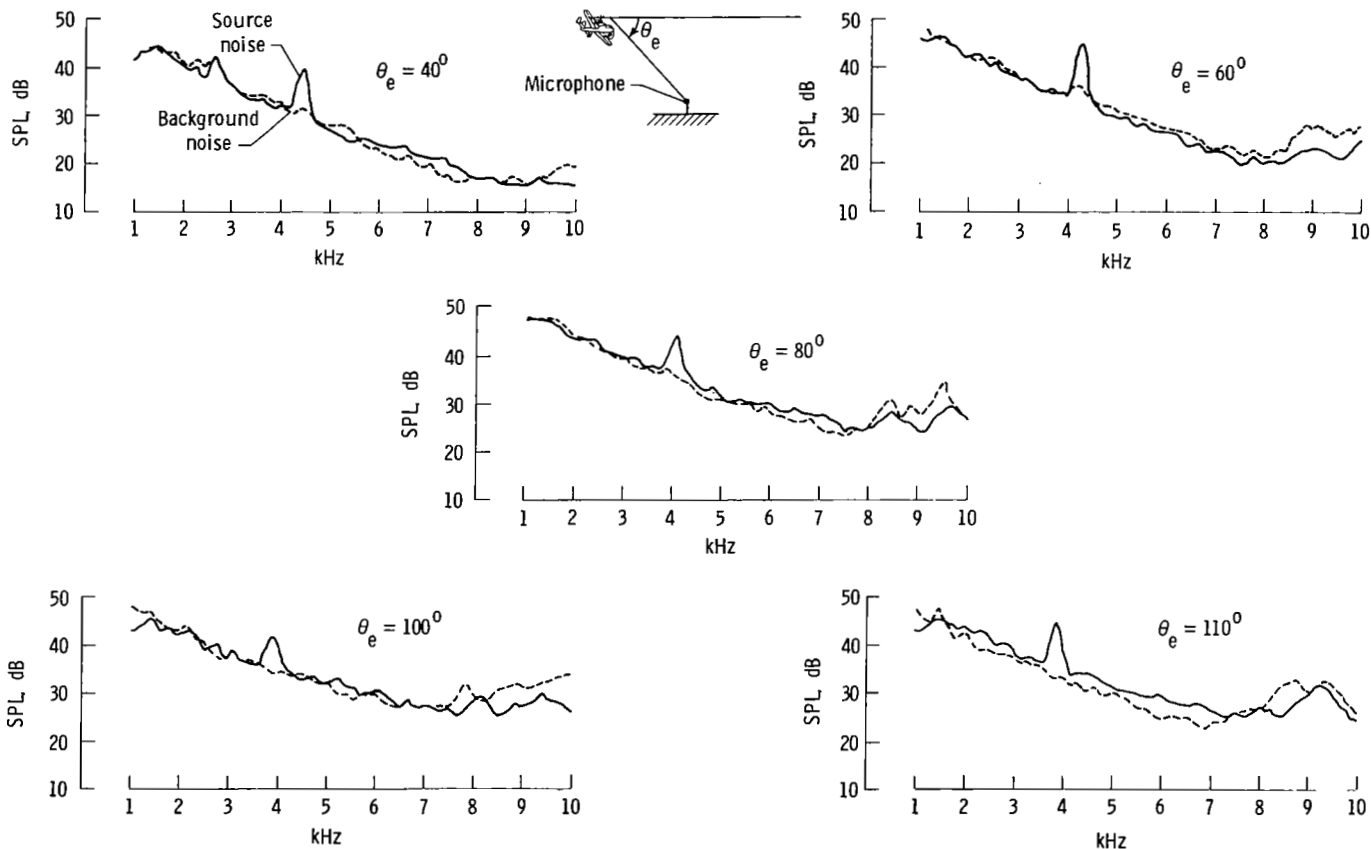 Source noise
Background noise
θe = 40°
SPL, dB
50
40
30
20
10
1 2 3 4 5 6 7 8 9 10
kHz
θe
Microphone
θe = 60°
SPL, dB
50
40
30
20
10
1 2 3 4 5 6 7 8 9 10
kHz
θe = 80°
SPL, dB
50
40
30
20
10
1 2 3 4 5 6 7 8 9 10
kHz
θe = 100°
SPL, dB
50
40
30
20
10
1 2 3 4 5 6 7 8 9 10
kHz
θe = 110°
SPL, dB
50
40
30
20
10
1 2 3 4 5 6 7 8 9 10
kHz